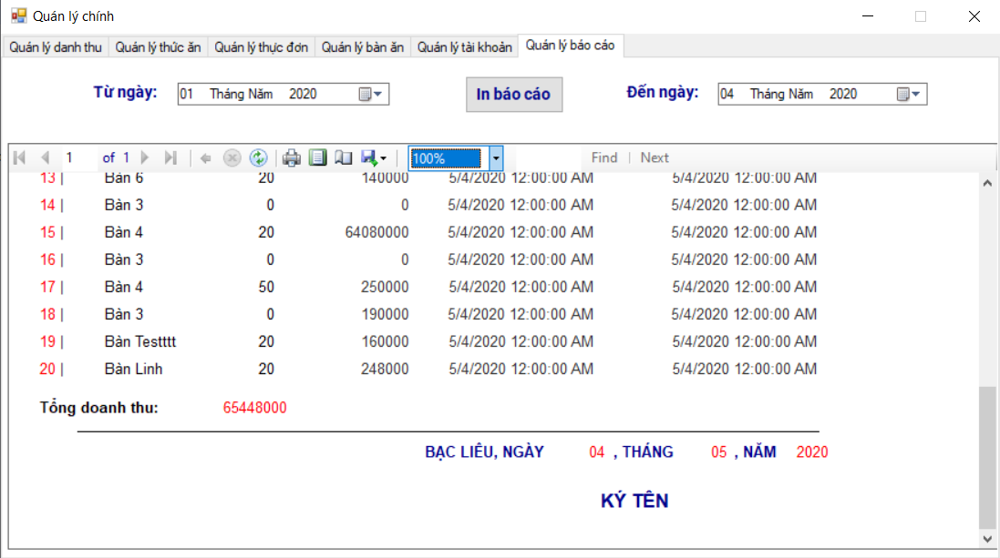 Quán lý chính
Quán lý danh thu Quán lý thức ăn Quán lý thực đơn Quán lý bàn ăn Quán lý tài khoản Quán lý báo cáo
Từ ngày: 01 Tháng Năm 2020 In báo cáo Đến ngày: 04 Tháng Năm 2020
1 of 1 100% Find | Next
13 | Bàn 6 20 140000 5/4/2020 12:00:00 AM 5/4/2020 12:00:00 AM
14 | Bàn 3 0 0 5/4/2020 12:00:00 AM 5/4/2020 12:00:00 AM
15 | Bàn 4 20 64080000 5/4/2020 12:00:00 AM 5/4/2020 12:00:00 AM
16 | Bàn 3 0 0 5/4/2020 12:00:00 AM 5/4/2020 12:00:00 AM
17 | Bàn 4 50 250000 5/4/2020 12:00:00 AM 5/4/2020 12:00:00 AM
18 | Bàn 3 0 190000 5/4/2020 12:00:00 AM 5/4/2020 12:00:00 AM
19 | Bàn Testttt 20 160000 5/4/2020 12:00:00 AM 5/4/2020 12:00:00 AM
20 | Bàn Linh 20 248000 5/4/2020 12:00:00 AM 5/4/2020 12:00:00 AM
Tổng doanh thu: 65448000
BẠC LIÊU, NGÀY 04 , THÁNG 05 , NĂM 2020
KÝ TÊN